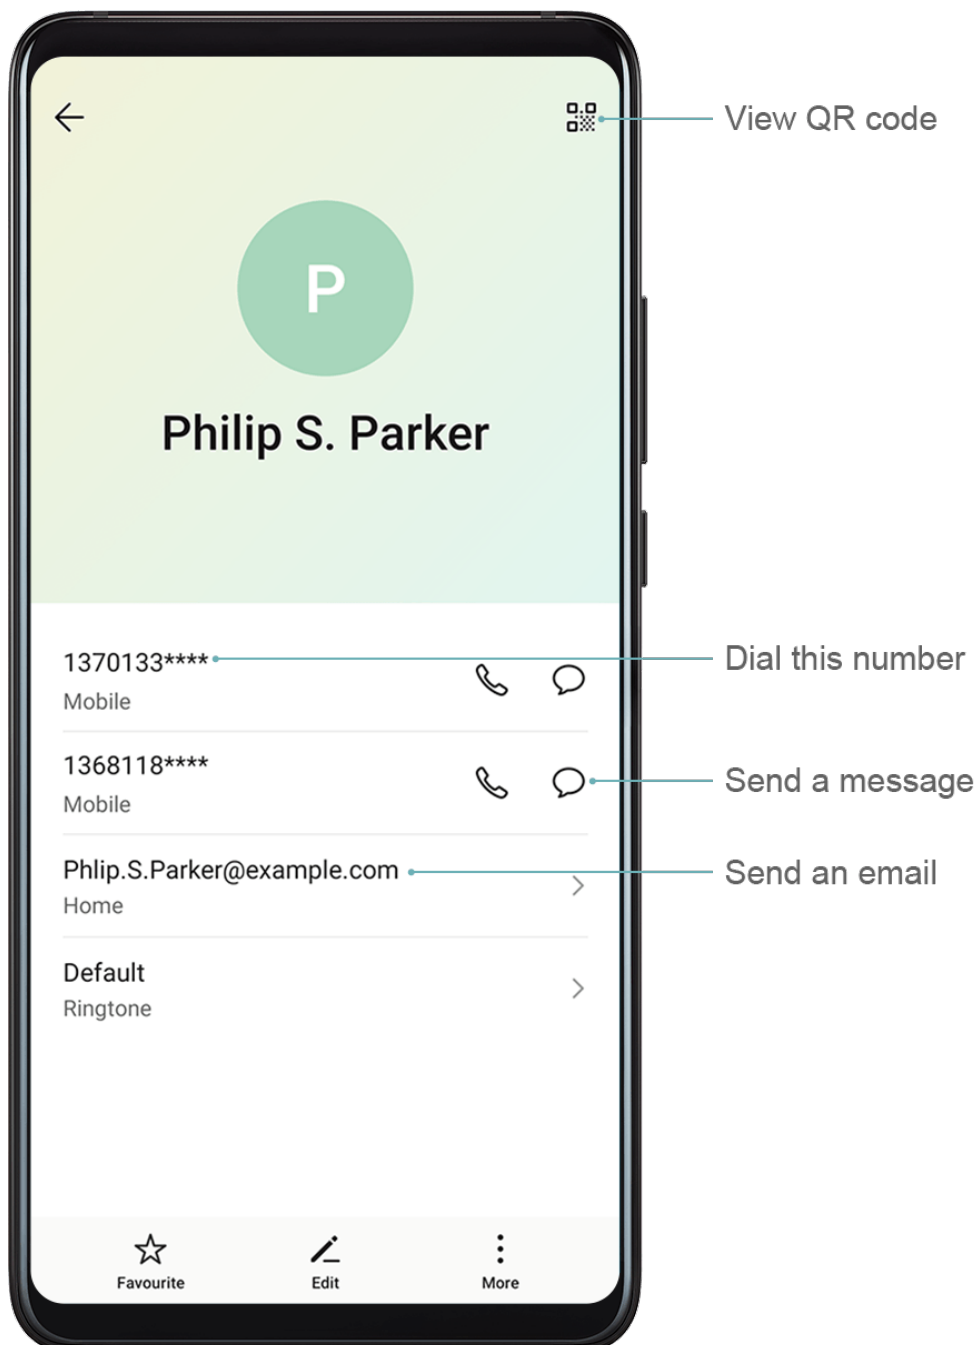 View QR code
P
Philip S. Parker
1370133****
Dial this number
Mobile
1368118****
Send a message
Mobile
Phlip.S.Parker@example.com
Send an email
Home
Default
Ringtone
Favourite
Edit
More